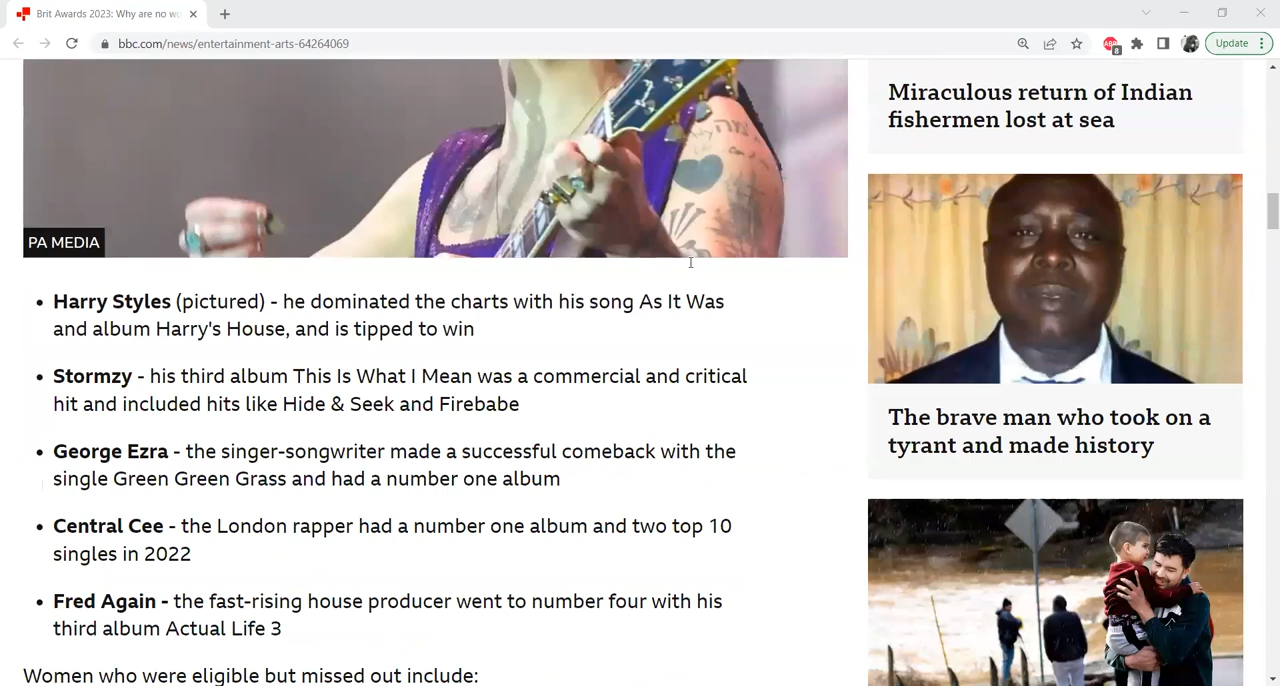 Brit Awards 2023: Why are no wo
bbc.com/news/entertainment-arts-64264069
Update
PA MEDIA
• Harry Styles (pictured) - he dominated the charts with his song As It Was
and album Harry's House, and is tipped to win
• Stormzy - his third album This Is What I Mean was a commercial and critical
hit and included hits like Hide & Seek and Firebabe
• George Ezra - the singer-songwriter made a successful comeback with the
single Green Green Grass and had a number one album
• Central Cee - the London rapper had a number one album and two top 10
singles in 2022
• Fred Again - the fast-rising house producer went to number four with his
third album Actual Life 3
Women who were eligible but missed out include:
Miraculous return of Indian
fishermen lost at sea
The brave man who took on a
tyrant and made history